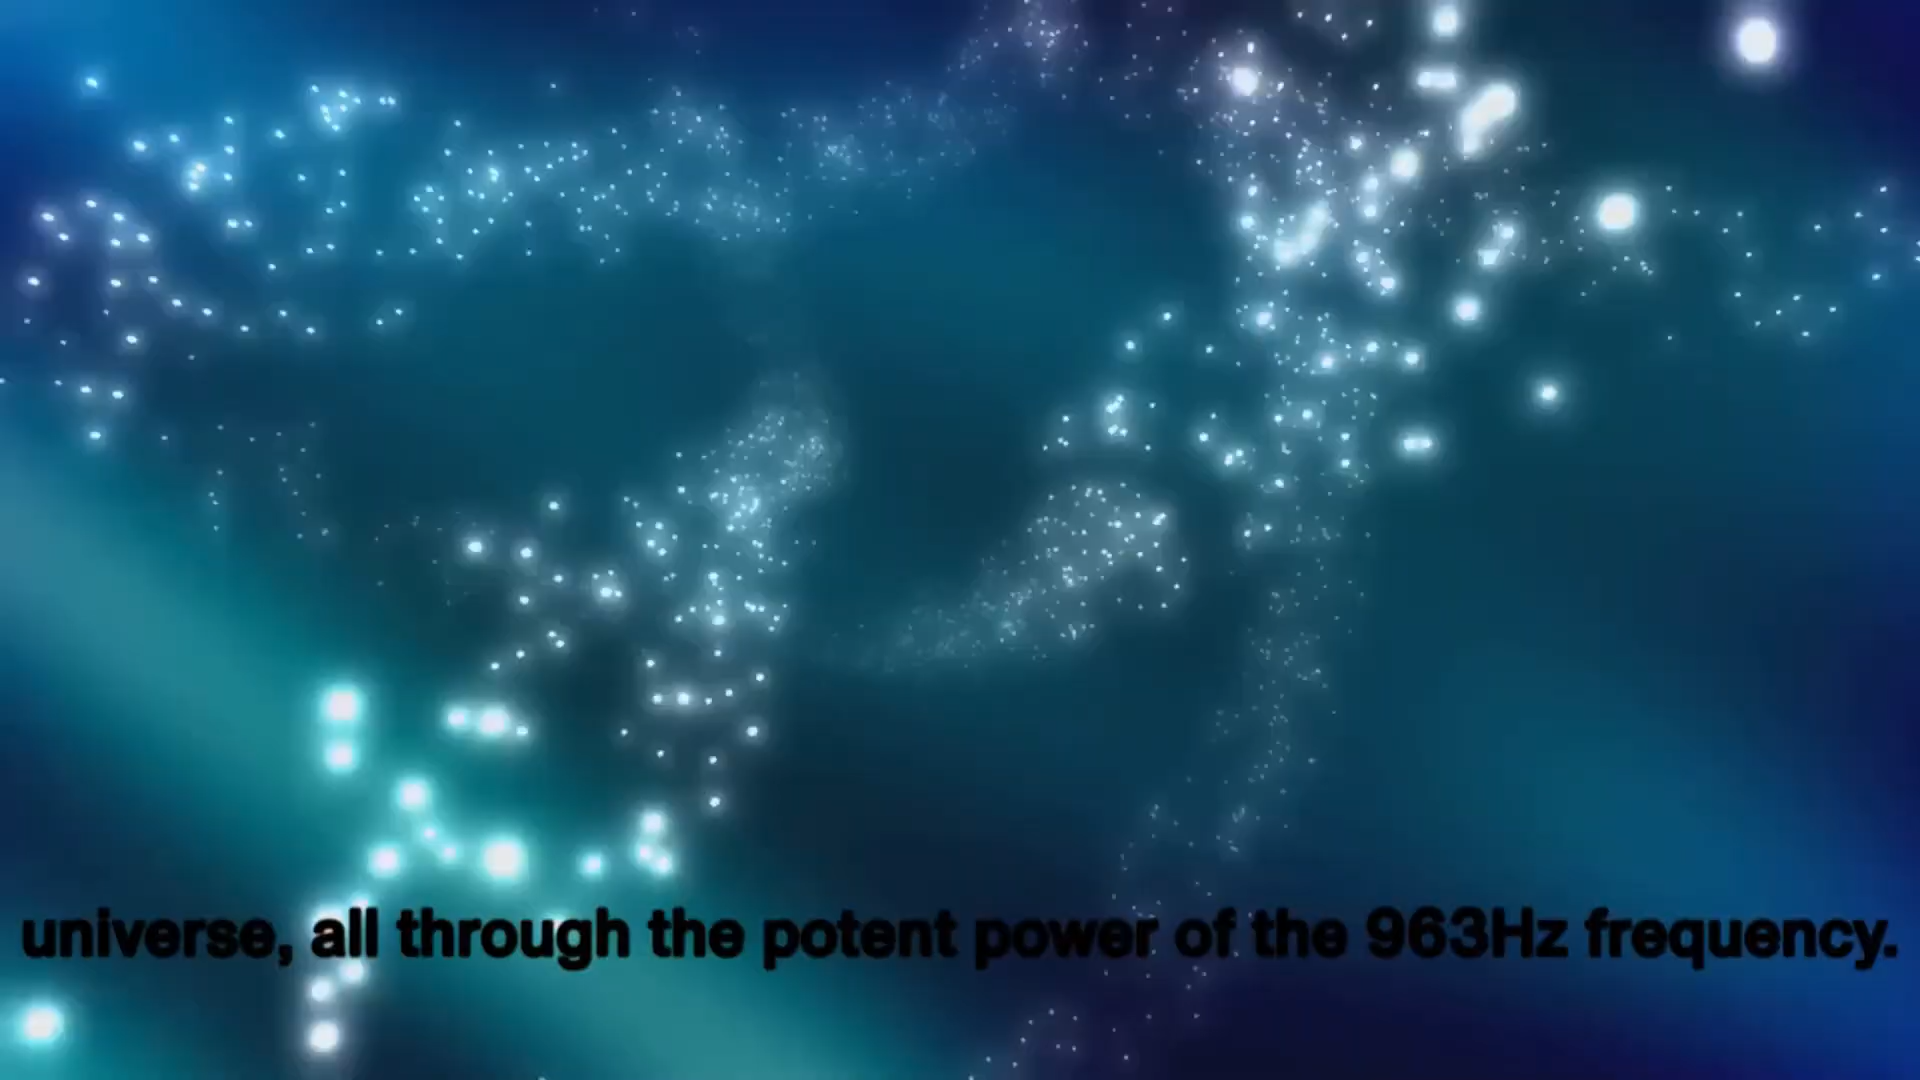 universe, all through the potent power of the 963Hz frequency.